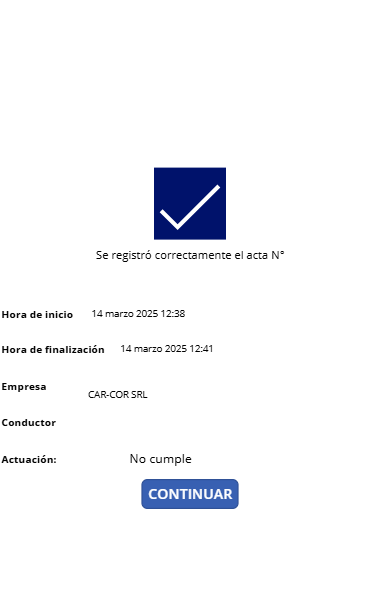 Se registró correctamente el acta N°
Hora de inicio 14 marzo 2025 12:38
Hora de finalización 14 marzo 2025 12:41
Empresa
CAR-COR SRL
Conductor
Actuación: No cumple
CONTINUAR